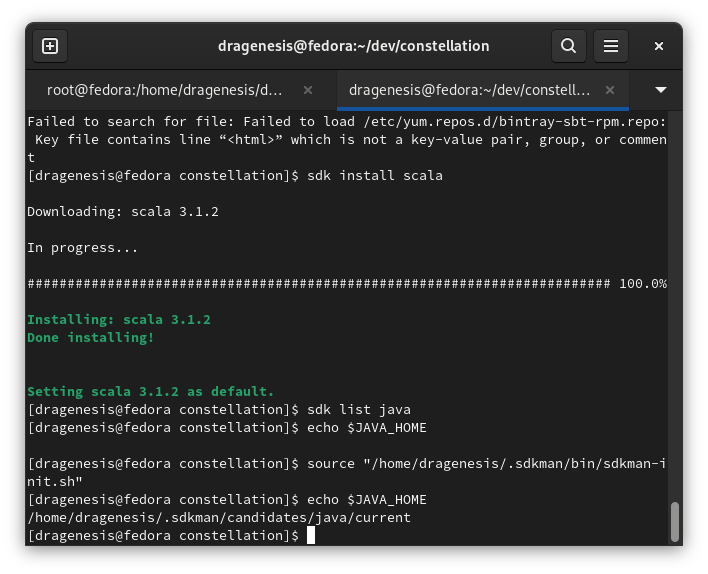 dragenesis@fedora:~/dev/constellation
root@fedora:/home/dragenesis/d...
dragenesis@fedora:~/dev/constell...
Failed to search for file: Failed to load /etc/yum.repos.d/bintray-sbt-rpm.repo:
 Key file contains line “<html>” which is not a key-value pair, group, or commen
t
[dragenesis@fedora constellation]$ sdk install scala
Downloading: scala 3.1.2
In progress...
######################################################################### 100.0%
Installing: scala 3.1.2
Done installing!
Setting scala 3.1.2 as default.
[dragenesis@fedora constellation]$ sdk list java
[dragenesis@fedora constellation]$ echo $JAVA_HOME
[dragenesis@fedora constellation]$ source "/home/dragenesis/.sdkman/bin/sdkman-i
nit.sh"
[dragenesis@fedora constellation]$ echo $JAVA_HOME
/home/dragenesis/.sdkman/candidates/java/current
[dragenesis@fedora constellation]$